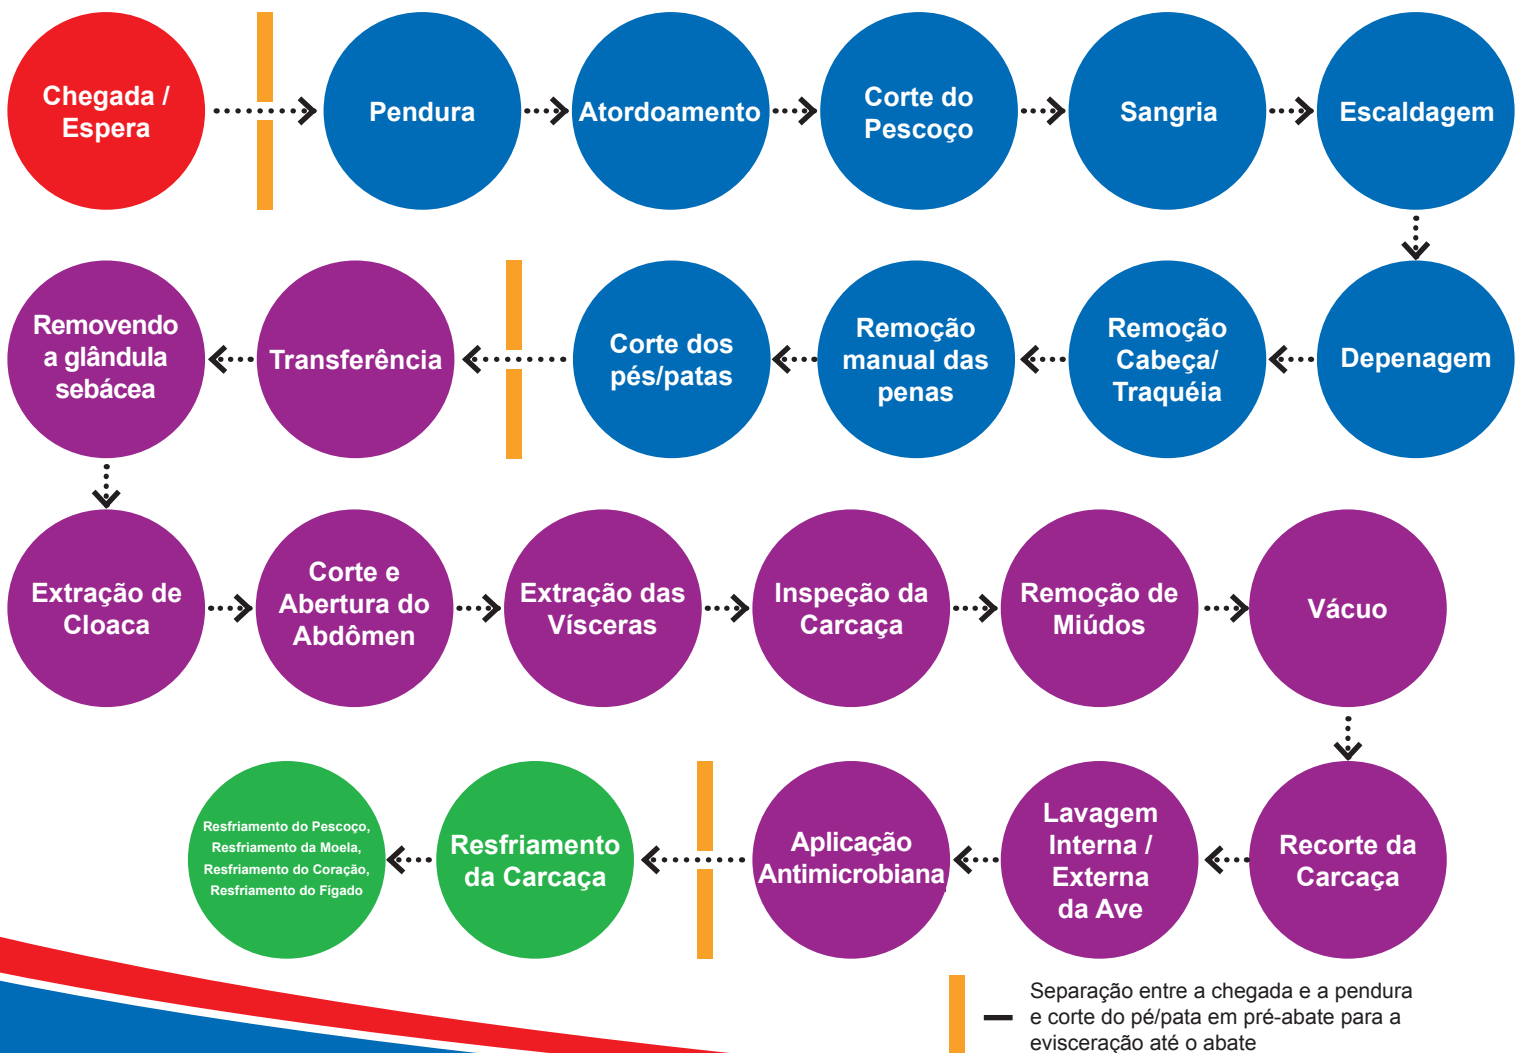 Chegada /
Espera
Pendura
Atordoamento
Corte do
Pescoço
Sangria
Escaldagem
Removendo
a glândula
sebácea
Transferência
Corte dos
pés/patas
Remoção
manual das
penas
Remoção
Cabeça/
Traquéia
Depenagem
Extração de
Cloaca
Corte e
Abertura do
Abdômen
Extração das
Vísceras
Inspeção da
Carcaça
Remoção de
Miúdos
Vácuo
Resfriamento do Pescoço,
Resfriamento da Moela,
Resfriamento do Coração,
Resfriamento do Fígado
Resfriamento
da Carcaça
Aplicação
Antimicrobiana
Lavagem
Interna /
Externa
da Ave
Recorte da
Carcaça
Separação entre a chegada e a pendura
e corte do pé/pata em pré-abate para a
evisceração até o abate